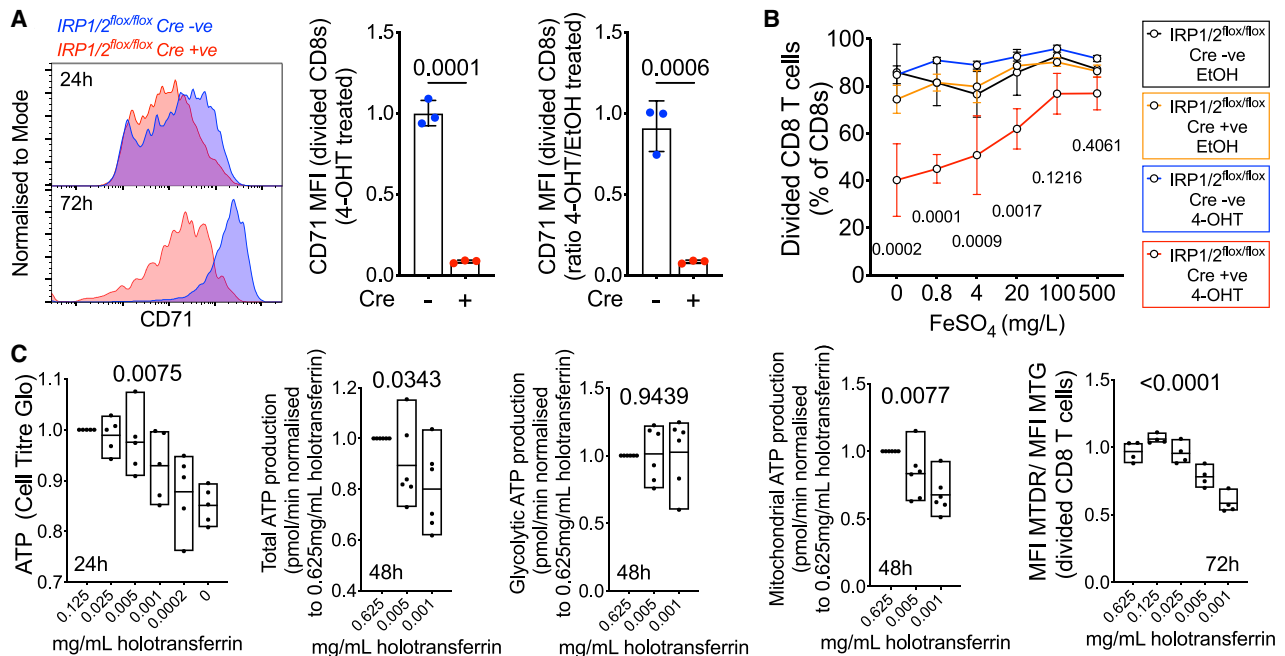 A
IRP1/2flox/flox Cre -ve
IRP1/2flox/flox Cre +ve
24h
72h
Normalised to Mode
CD71
CD71 MFI (divided CD8s)
(4-OHT treated)
0.0001
1.0
0.5
0.0
Cre - +
CD71 MFI (divided CD8s)
(ratio 4-OHT/EtOH treated)
0.0006
1.5
1.0
0.5
0.0
Cre - +
B
Divided CD8 T cells
(% of CD8s)
100
80
60
40
20
0
0.0002
0.0001
0.0009
0.0017
0.1216
0.4061
0 0.8 4 20 100 500
FeSO4 (mg/L)
IRP1/2flox/flox
Cre -ve
EtOH
IRP1/2flox/flox
Cre +ve
EtOH
IRP1/2flox/flox
Cre -ve
4-OHT
IRP1/2flox/flox
Cre +ve
4-OHT
C
ATP (Cell Titre Glo)
1.1
1.0
0.9
0.8
0.7
0.0075
24h
0.125 0.025 0.005 0.001 0.0002 0
mg/mL holotransferrin
Total ATP production
(pmol/min normalised
to 0.625mg/mL holotransferrin)
1.2
1.0
0.8
0.6
0.4
0.0343
48h
0.625 0.005 0.001
mg/mL holotransferrin
Glycolytic ATP production
(pmol/min normalised
to 0.625mg/mL holotransferrin)
1.5
1.0
0.5
0.0
0.9439
48h
0.625 0.005 0.001
mg/mL holotransferrin
Mitochondrial ATP production
(pmol/min normalised
to 0.625mg/mL holotransferrin)
1.5
1.0
0.5
0.0
0.0077
48h
0.625 0.005 0.001
mg/mL holotransferrin
MFI MTDR/ MFI MTG
(divided CD8 T cells)
1.5
1.0
0.5
0.0
<0.0001
72h
0.625 0.125 0.025 0.005 0.001
mg/mL holotransferrin